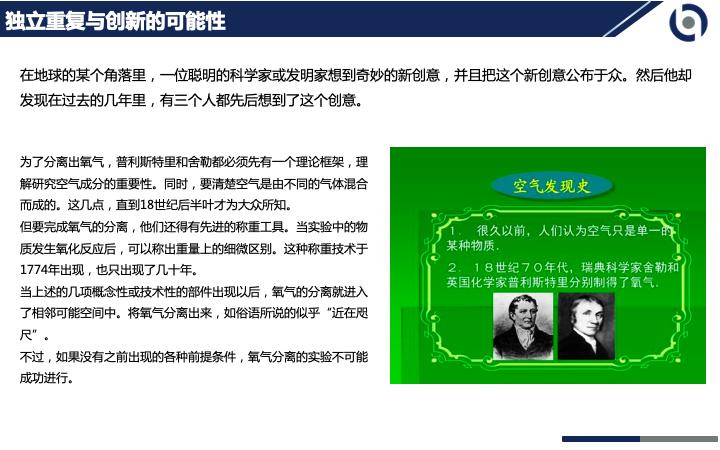 独立重复与创新的可能性
在地球的某个角落里，一位聪明的科学家或发明家想到奇妙的新创意，并且把这个新创意公布于众。然后他却
发现在过去的几年里，有三个人都先后想到了这个创意。
为了分离出氧气，普利斯特里和舍勒都必须先有一个理论框架，理
解研究空气成分的重要性。同时，要清楚空气是由不同的气体混合
而成的。这几点，直到18世纪后半叶才为大众所知。
但要完成氧气的分离，他们还得有先进的称重工具。当实验中的物
质发生氧化反应后，可以称出重量上的细微区别。这种称重技术于
1774年出现，也只出现了几十年。
当上述的几项概念性或技术性的部件出现以后，氧气的分离就进入
了相邻可能空间中。将氧气分离出来，如俗语所说的似乎“近在咫
尺”。
不过，如果没有之前出现的各种前提条件，氧气分离的实验不可能
成功进行。
空气发现史
１．　很久以前，人们认为空气只是单一的
某种物质．
２．１８世纪７０年代，瑞典科学家舍勒和
英国化学家普利斯特里分别制得了氧气．